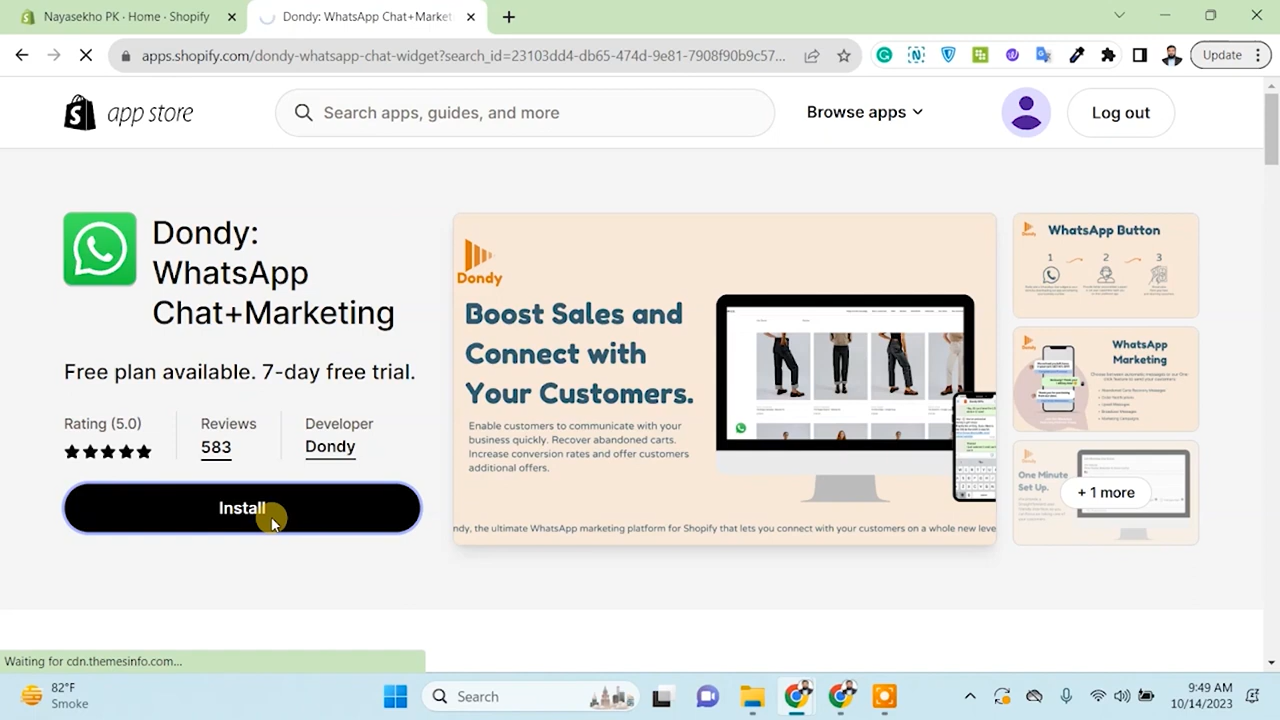 Nayasekho PK · Home · Shopify
Dondy: WhatsApp Chat+Market
apps.shopify.com/dondy-whatsapp-chat-widget?search_id=23103dd4-db65-474d-9e81-7908f90b9c57...
Update
app store
Search apps, guides, and more
Browse apps
Log out
Dondy:
WhatsApp
Chat+Marketing
Free plan available. 7-day free trial.
Rating (5.0)
Reviews
583
Developer
Dondy
Install
Dondy
Boost Sales and
Connect with
Your Customers.
Enable customers to communicate with your
business quickly. Recover abandoned carts.
Increase conversion rates and offer customers
additional offers.
ndy, the ultimate WhatsApp marketing platform for Shopify that lets you connect with your customers on a whole new leve
Dondy
WhatsApp Button
1
2
3
Dondy
WhatsApp
Marketing
Dondy
One Minute
Set Up.
+ 1 more
Waiting for cdn.themesinfo.com...
82°F
Smoke
Search
9:49 AM
10/14/2023